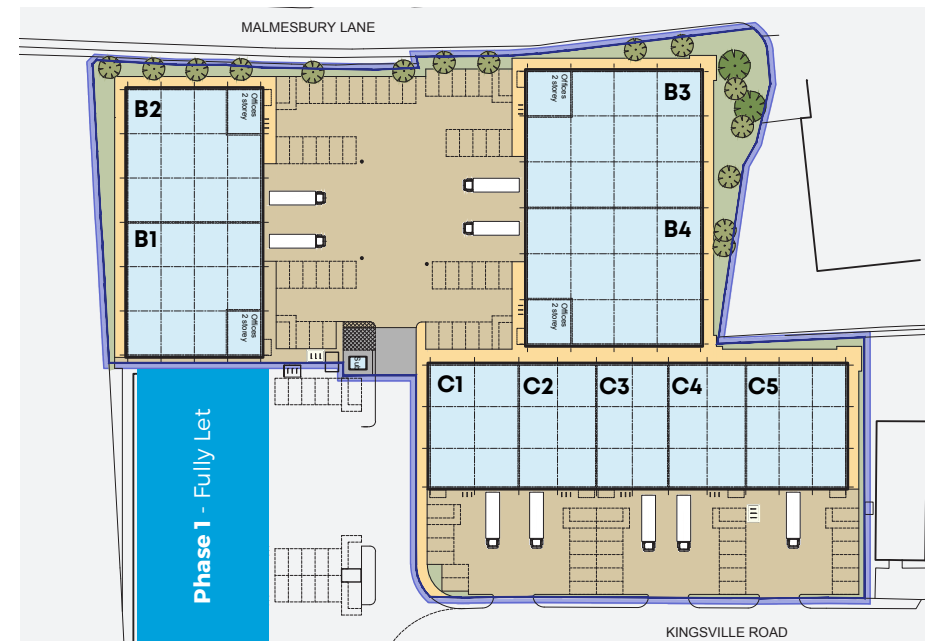 MALMESBURY LANE
B2
Offices
2 storey
B3
Offices
2 storey
B1
Offices
2 storey
B4
Offices
2 storey
Sub
C1
C2
C3
C4
C5
Phase 1 - Fully Let
KINGSVILLE ROAD